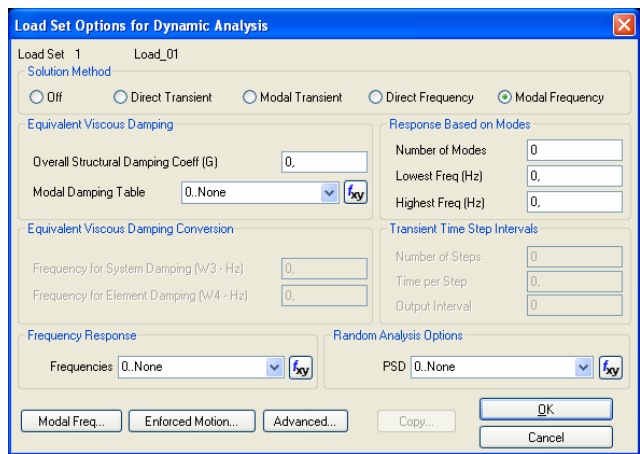 Load Set Options for Dynamic Analysis
Load Set 1 Load_01
Solution Method
Off Direct Transient Modal Transient Direct Frequency Modal Frequency
Equivalent Viscous Damping
Overall Structural Damping Coeff (G) 0,
Modal Damping Table 0..None fxy
Response Based on Modes
Number of Modes 0
Lowest Freq (Hz) 0,
Highest Freq (Hz) 0,
Equivalent Viscous Damping Conversion
Frequency for System Damping (W3 - Hz) 0,
Frequency for Element Damping (W4 - Hz) 0,
Transient Time Step Intervals
Number of Steps 0
Time per Step 0,
Output Interval 0
Frequency Response
Frequencies 0..None fxy
Random Analysis Options
PSD 0..None fxy
Modal Freq... Enforced Motion... Advanced... Copy... OK
Cancel